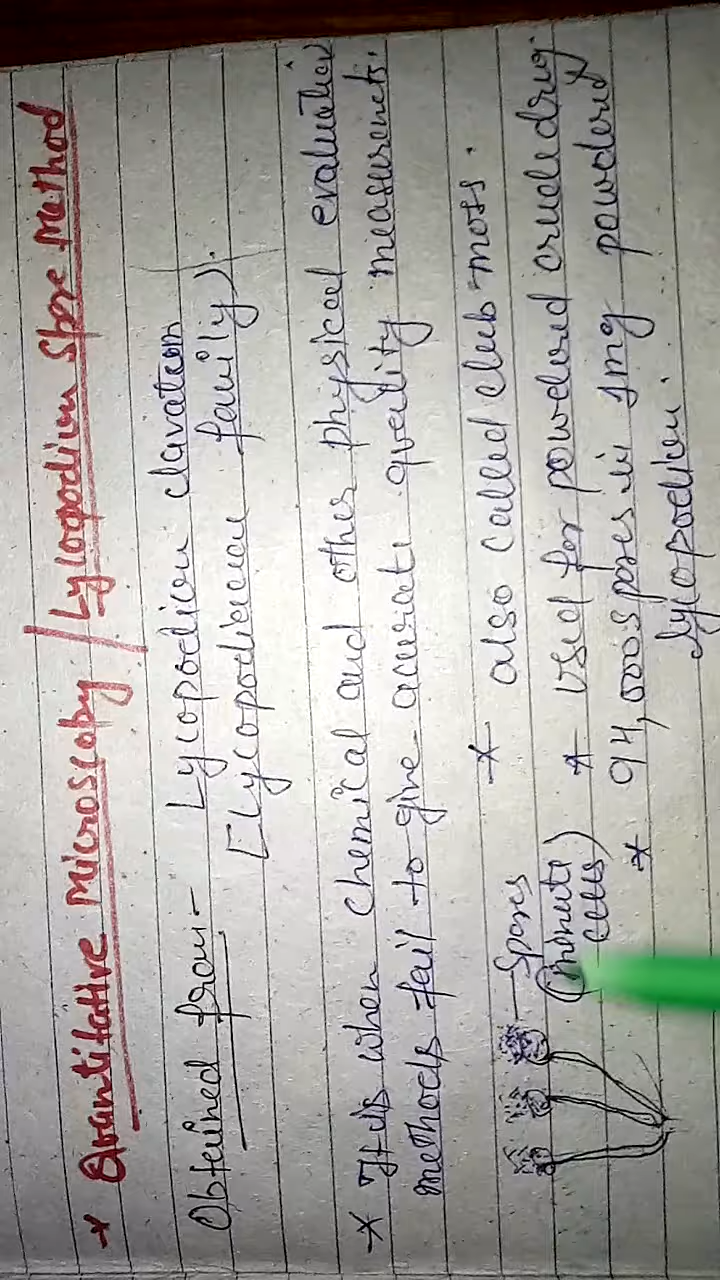 * Quantitative Microscopy / Lycopodium Spore Method
Obtained from - Lycopodium clavatum
[Lycopodiaceae family).
* It is when chemical and other physical evaluation
methods fail to give accurate quality measurements.
* also called club moss.
- Spores
(minute
cells)
* used for powdered crude drug.
* 94,000 spores in 1mg powdered
lycopodium.